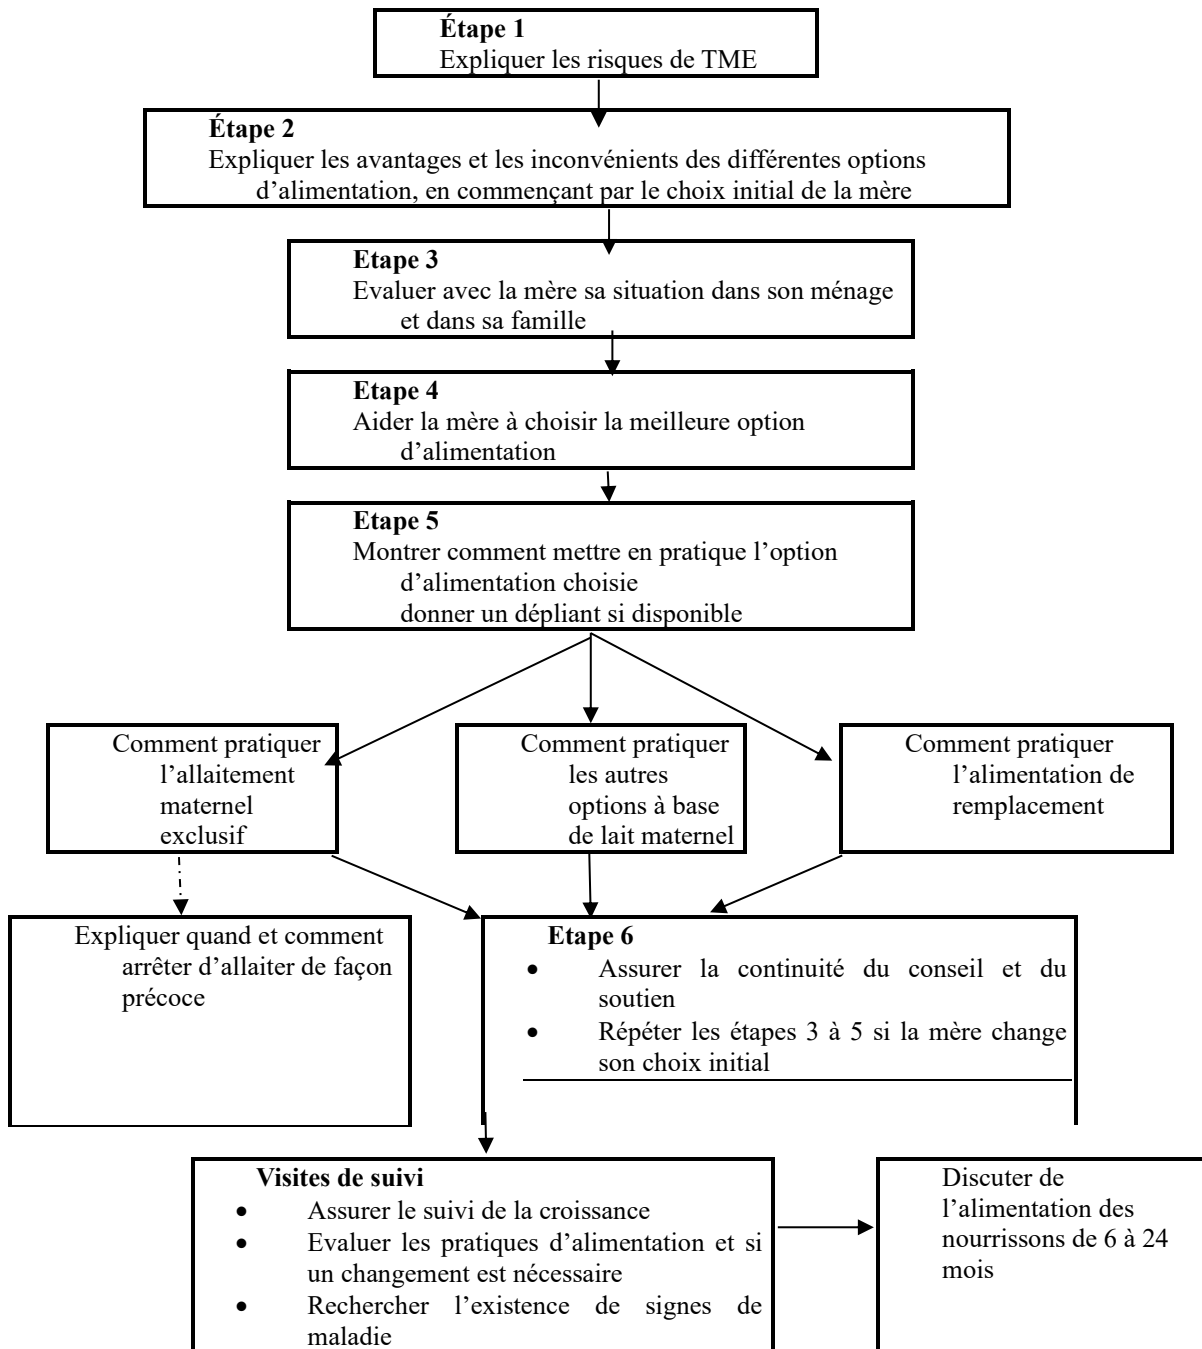 Étape 1
Expliquer les risques de TME
Étape 2
Expliquer les avantages et les inconvénients des différentes options
d’alimentation, en commençant par le choix initial de la mère
Etape 3
Evaluer avec la mère sa situation dans son ménage
et dans sa famille
Etape 4
Aider la mère à choisir la meilleure option
d’alimentation
Etape 5
Montrer comment mettre en pratique l’option
d’alimentation choisie
donner un dépliant si disponible
Comment pratiquer
l’allaitement
maternel
exclusif
Comment pratiquer
les autres
options à base
de lait maternel
Comment pratiquer
l’alimentation de
remplacement
Expliquer quand et comment
arrêter d’allaiter de façon
précoce
Etape 6
• Assurer la continuité du conseil et du
soutien
• Répéter les étapes 3 à 5 si la mère change
son choix initial
Visites de suivi
• Assurer le suivi de la croissance
• Evaluer les pratiques d’alimentation et si
un changement est nécessaire
• Rechercher l’existence de signes de
maladie
Discuter de
l’alimentation des
nourrissons de 6 à 24
mois